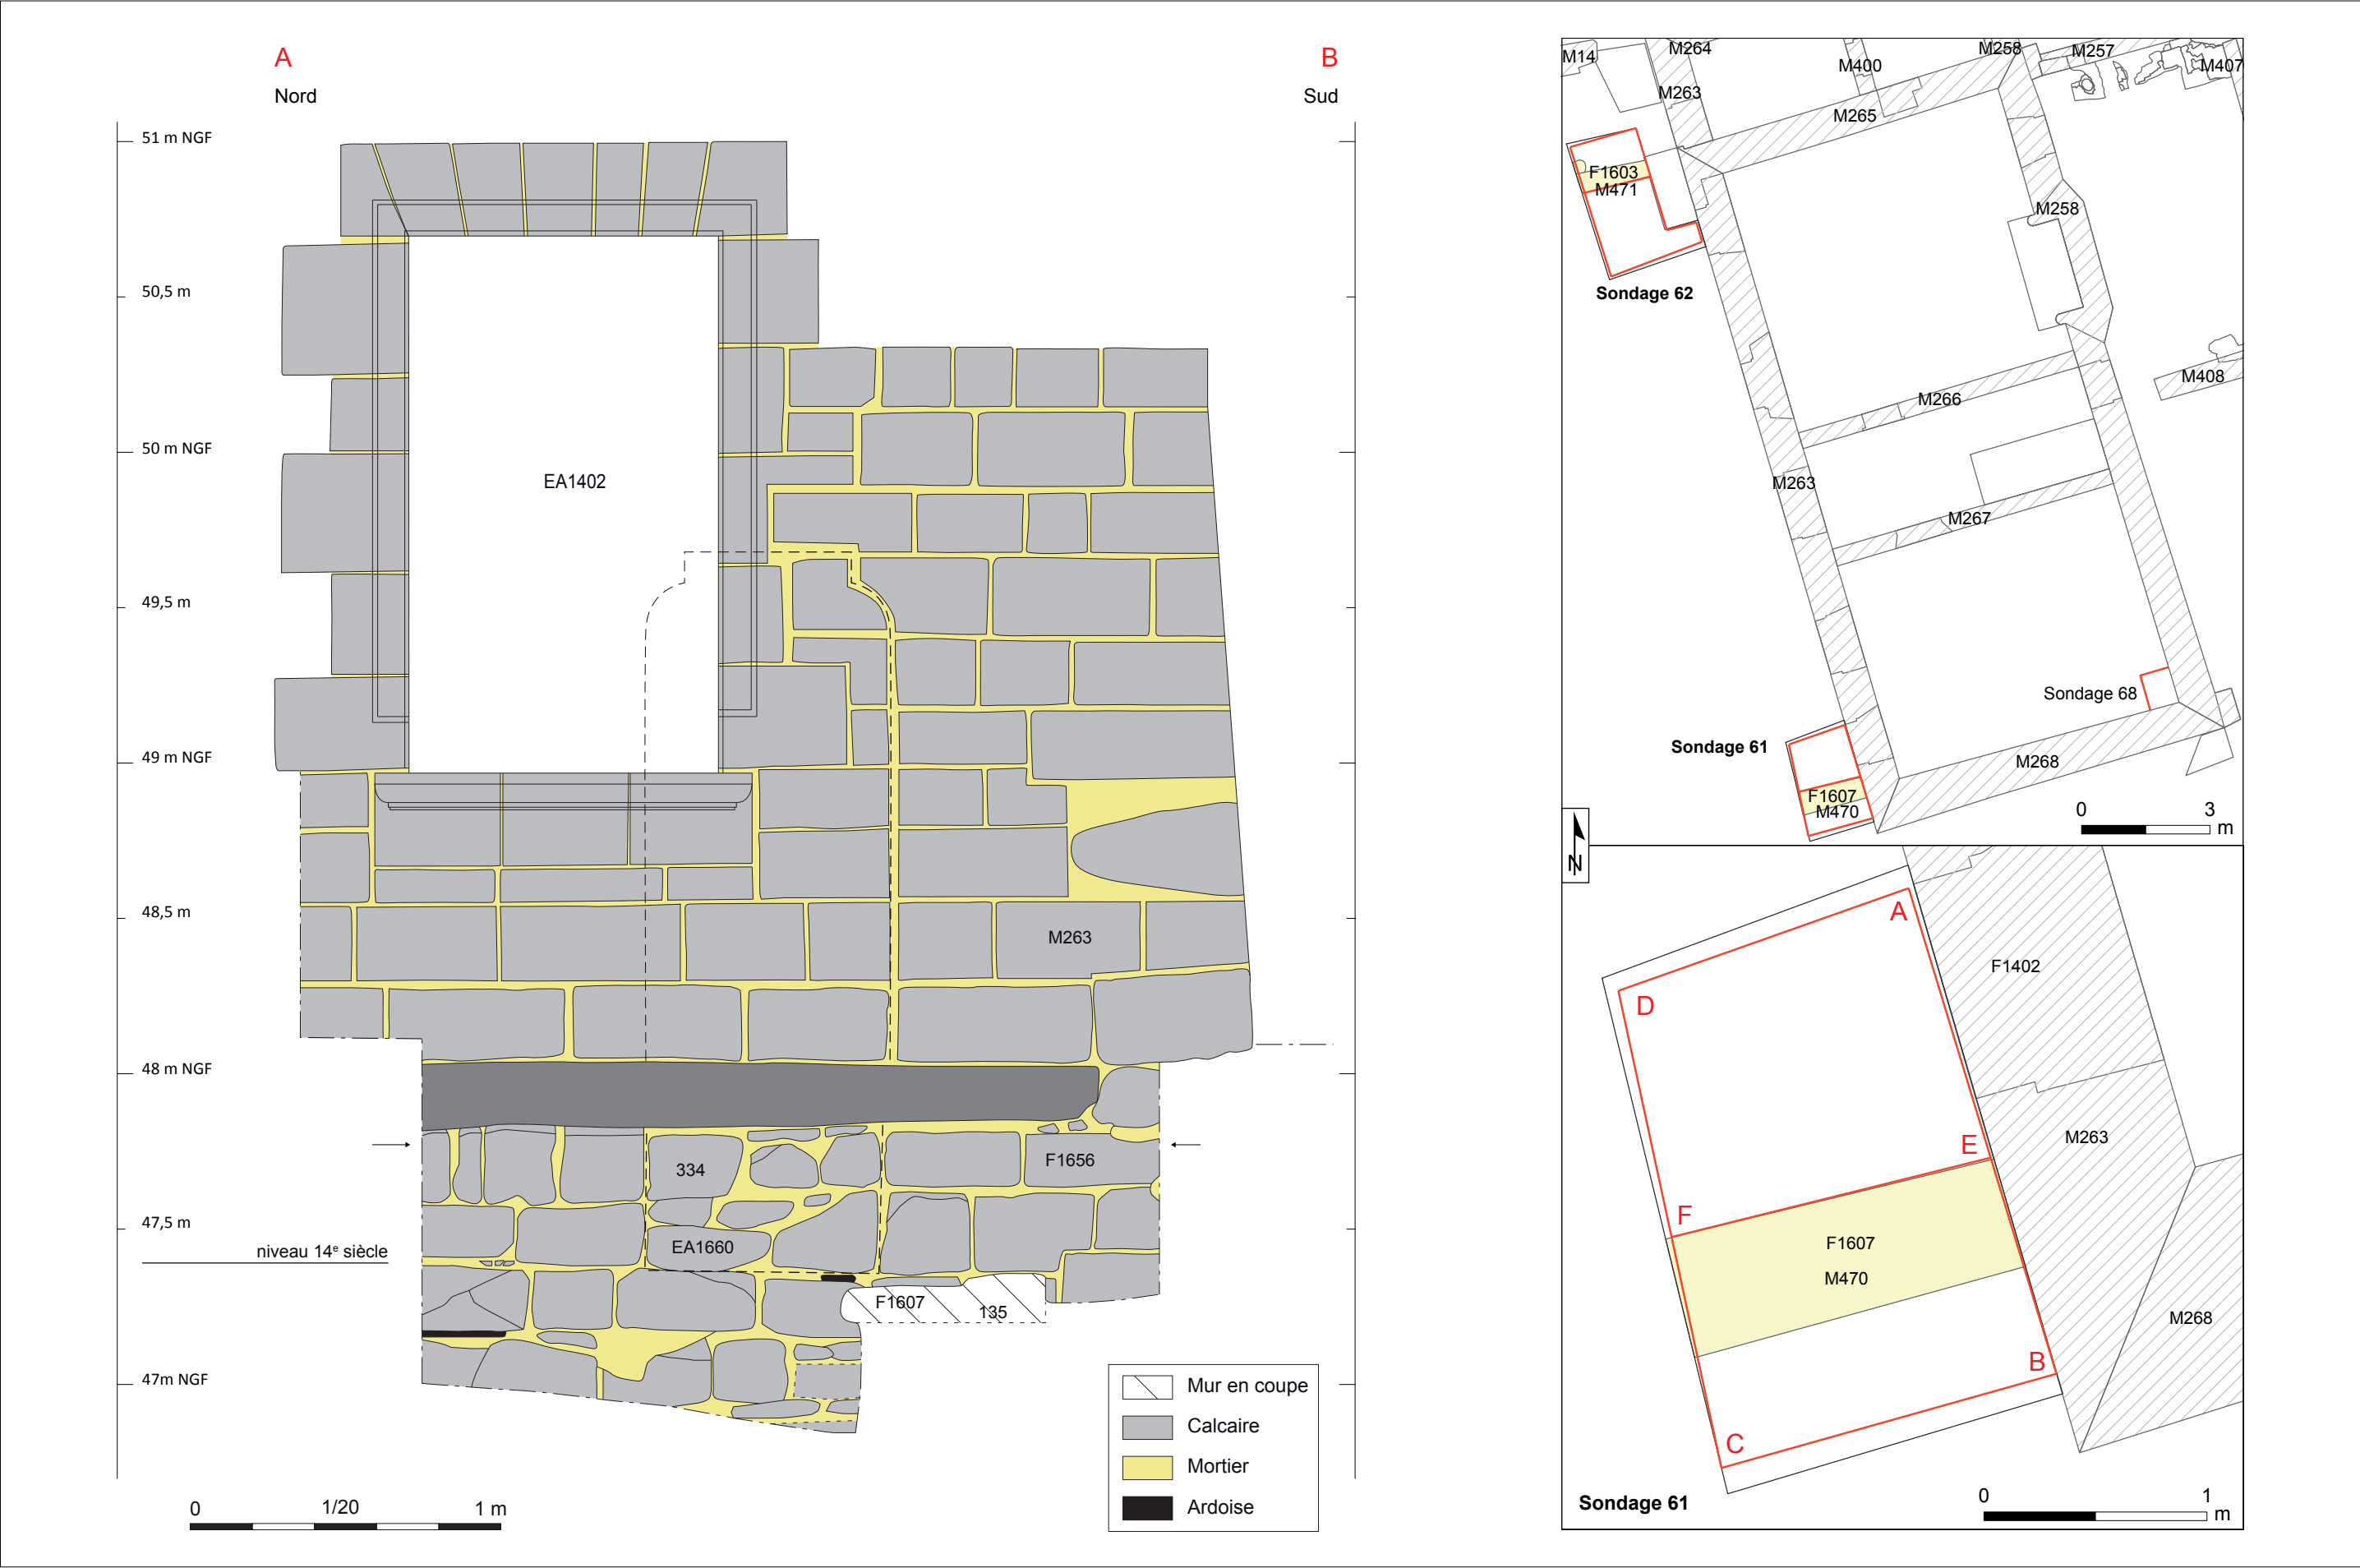 A
Nord
B
Sud
51 m NGF
50,5 m
50 m NGF
49,5 m
49 m NGF
48,5 m
48 m NGF
47,5 m
niveau 14e siècle
47m NGF
EA1402
M263
334
F1656
EA1660
F1607
135
Mur en coupe
Calcaire
Mortier
Ardoise
0 1/20 1 m
M14
M264
M263
M400
M258
M257
M407
M265
F1603
M471
M258
Sondage 62
M266
M408
M263
M267
Sondage 68
Sondage 61
M268
F1607
M470
0 3
m
N
A
F1402
D
E
M263
F
F1607
M470
M268
B
C
Sondage 61
0 1
m